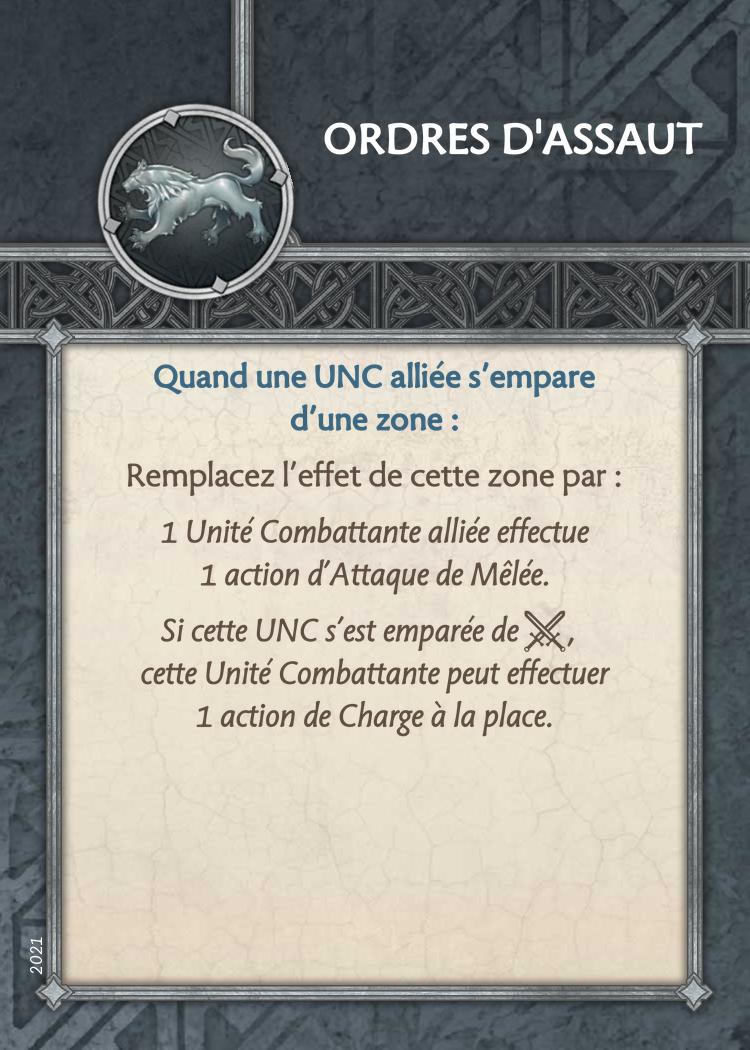 ORDRES D'ASSAUT
Quand une UNC alliée s’empare
d’une zone :
Remplacez l’effet de cette zone par :
1 Unité Combattante alliée effectue
1 action d’Attaque de Mêlée.
Si cette UNC s’est emparée de ,
cette Unité Combattante peut effectuer
1 action de Charge à la place.
2021